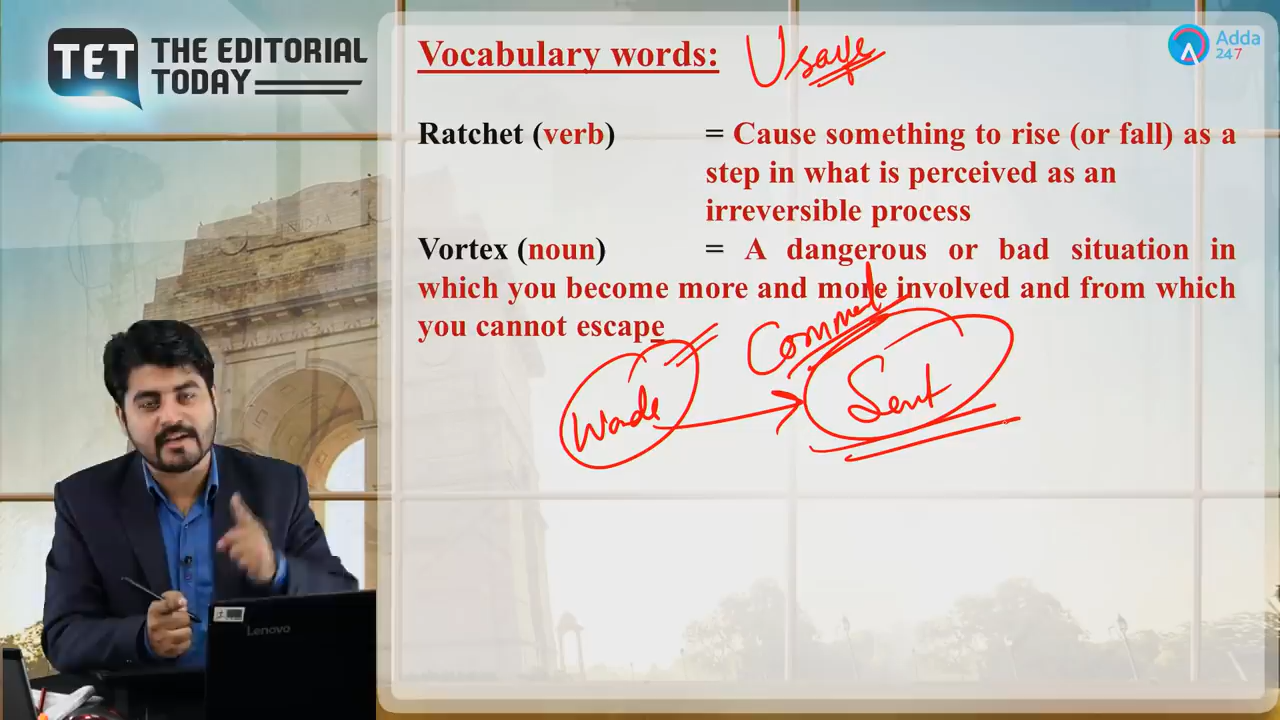 TET THE EDITORIAL
TODAY
Vocabulary words: Usage
Adda
247
Ratchet (verb) = Cause something to rise (or fall) as a
step in what is perceived as an
irreversible process
Vortex (noun) = A dangerous or bad situation in
which you become more and more involved and from which
you cannot escape
Comment
Sent
INDIA
Lenovo